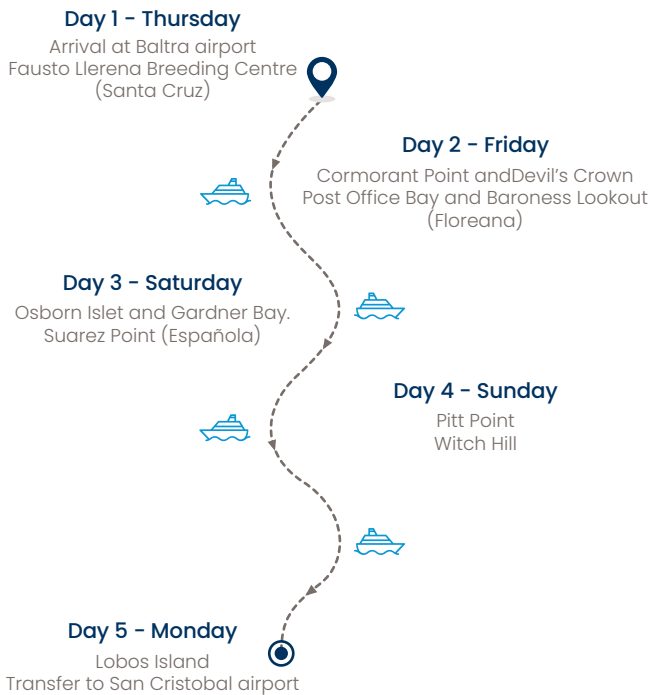 Day 1 - Thursday
Arrival at Baltra airport
Fausto Llerena Breeding Centre
(Santa Cruz)
Day 2 - Friday
Cormorant Point andDevil's Crown
Post Office Bay and Baroness Lookout
(Floreana)
Day 3 - Saturday
Osborn Islet and Gardner Bay.
Suarez Point (Española)
Day 4 - Sunday
Pitt Point
Witch Hill
Day 5 - Monday
Lobos Island
Transfer to San Cristobal airport